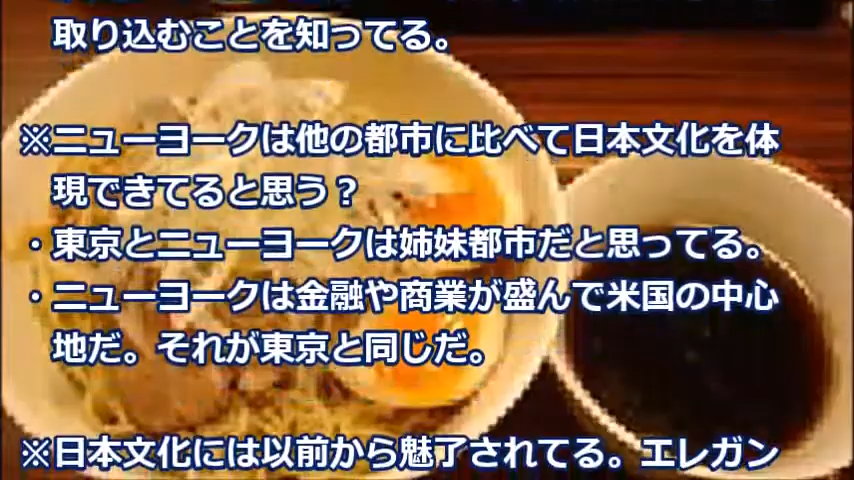 取り込むことを知ってる。
※ニューヨークは他の都市に比べて日本文化を体
現できてると思う？
・東京とニューヨークは姉妹都市だと思ってる。
・ニューヨークは金融や商業が盛んで米国の中心
地だ。それが東京と同じだ。
※日本文化には以前から魅了されてる。エレガン